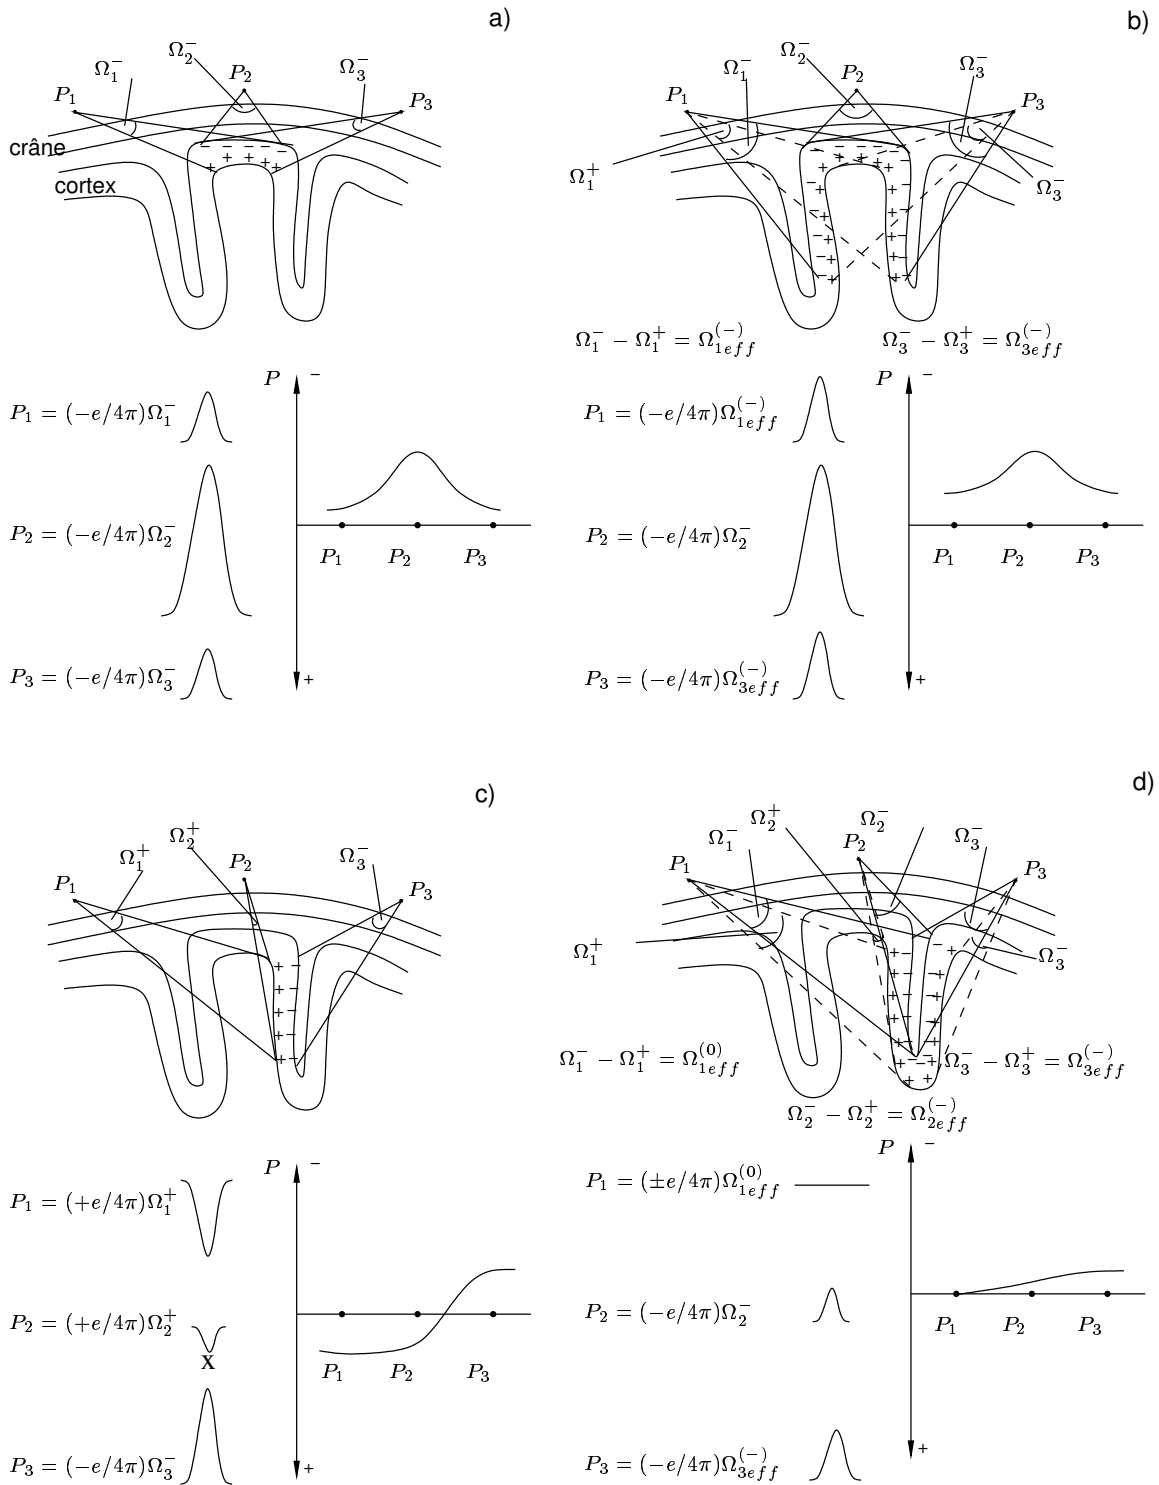 a)
Ω₁⁻
Ω₂⁻
Ω₃⁻
P₁
P₂
P₃
crâne
cortex
P −
P₁ = (−e/4π)Ω₁⁻
P₂ = (−e/4π)Ω₂⁻
P₃ = (−e/4π)Ω₃⁻
P₁ P₂ P₃
+
b)
Ω₁⁻
Ω₂⁻
Ω₃⁻
P₁
P₂
P₃
Ω₁⁺
Ω₃⁻
Ω₁⁻ − Ω₁⁺ = Ω₁eff⁽⁻⁾
Ω₃⁻ − Ω₃⁺ = Ω₃eff⁽⁻⁾
P −
P₁ = (−e/4π)Ω₁eff⁽⁻⁾
P₂ = (−e/4π)Ω₂⁻
P₃ = (−e/4π)Ω₃eff⁽⁻⁾
P₁ P₂ P₃
+
c)
Ω₁⁺
Ω₂⁺
Ω₃⁻
P₁
P₂
P₃
P −
P₁ = (+e/4π)Ω₁⁺
P₂ = (+e/4π)Ω₂⁺
X
P₃ = (−e/4π)Ω₃⁻
P₁ P₂ P₃
+
d)
Ω₁⁻
Ω₂⁺
Ω₂⁻
Ω₃⁻
P₁
P₂
P₃
Ω₁⁺
Ω₃⁻
Ω₁⁻ − Ω₁⁺ = Ω₁eff⁽⁰⁾
Ω₃⁻ − Ω₃⁺ = Ω₃eff⁽⁻⁾
Ω₂⁻ − Ω₂⁺ = Ω₂eff⁽⁻⁾
P −
P₁ = (±e/4π)Ω₁eff⁽⁰⁾
P₂ = (−e/4π)Ω₂⁻
P₃ = (−e/4π)Ω₃eff⁽⁻⁾
P₁ P₂ P₃
+